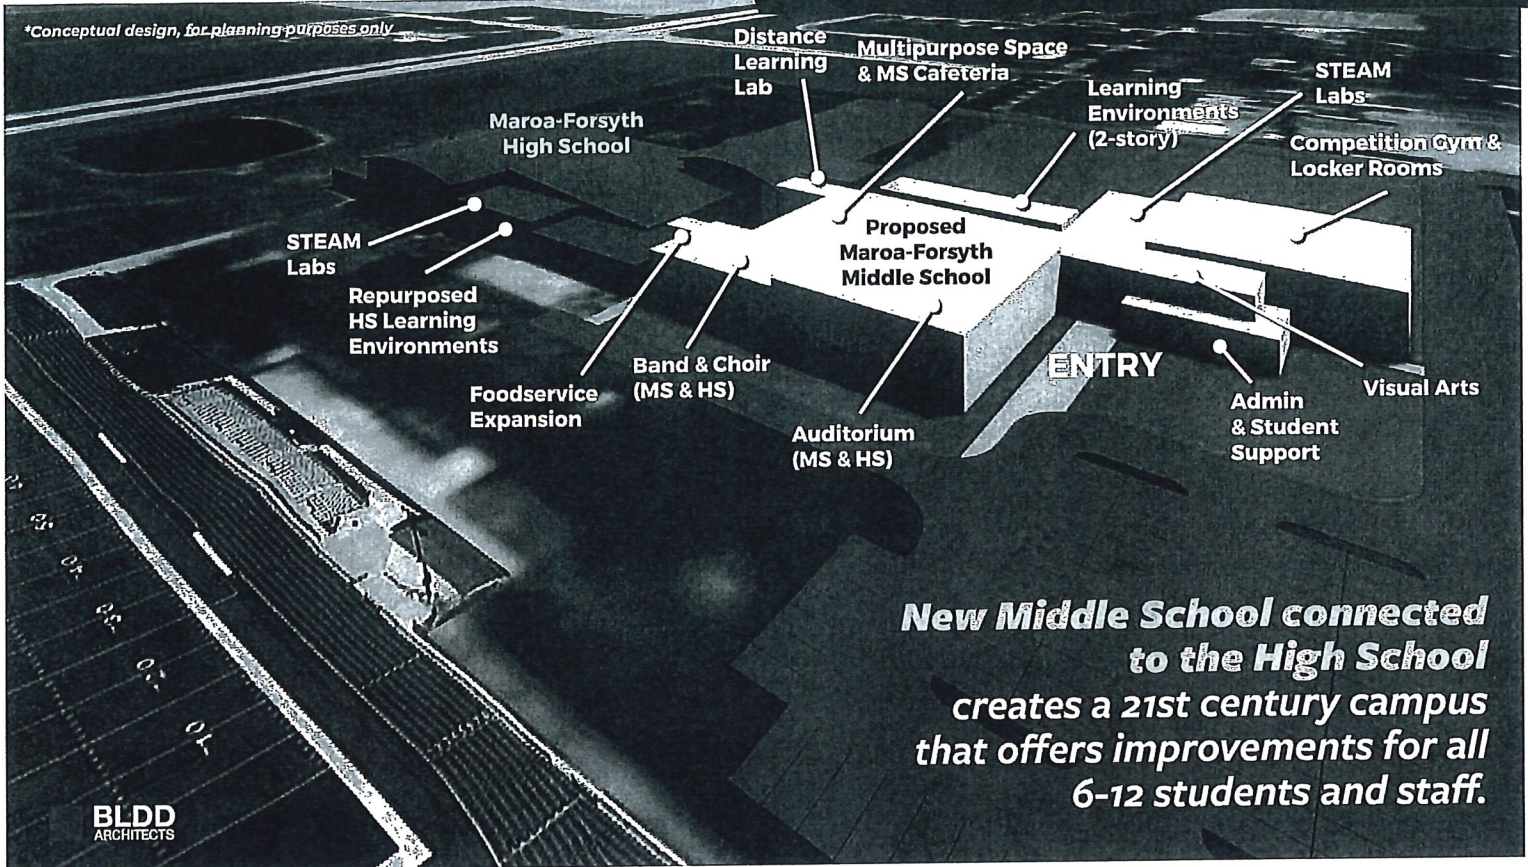 *Conceptual design, for planning purposes only
Distance
Learning
Lab
Multipurpose Space
& MS Cafeteria
Learning
Environments
(2-story)
STEAM
Labs
Competition Gym &
Locker Rooms
Maroa-Forsyth
High School
STEAM
Labs
Repurposed
HS Learning
Environments
Proposed
Maroa-Forsyth
Middle School
Foodservice
Expansion
Band & Choir
(MS & HS)
Auditorium
(MS & HS)
ENTRY
Admin
& Student
Support
Visual Arts
New Middle School connected
to the High School
creates a 21st century campus
that offers improvements for all
6-12 students and staff.
BLDD
ARCHITECTS